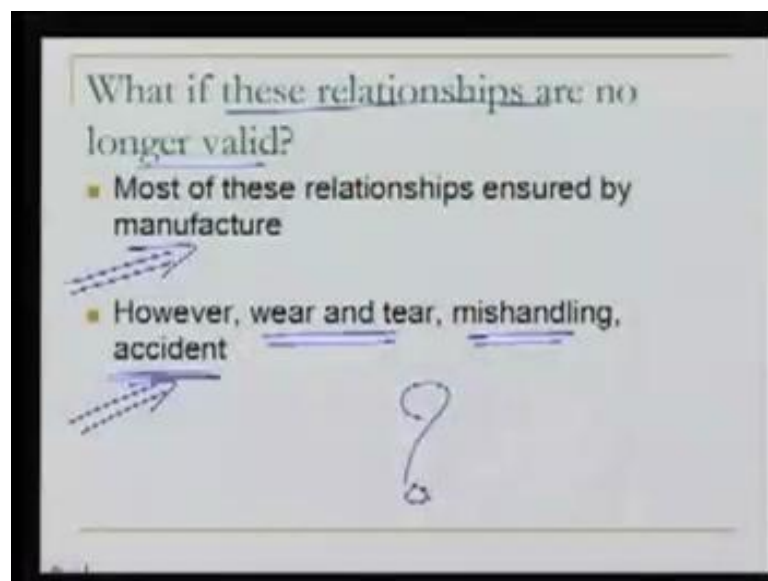 What if these relationships are no
longer valid?
Most of these relationships ensured by
manufacture
However, wear and tear, mishandling,
accident
?